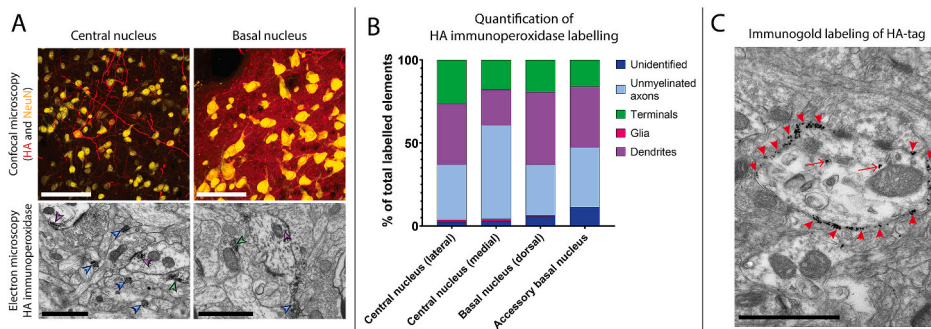 A
Central nucleus
Basal nucleus
Confocal microscopy
(HA and NeuN)
Electron microscopy
HA immunoperoxidase
B
Quantification of
HA immunoperoxidase labelling
% of total labelled elements
100
50
0
Central nucleus (lateral)
Central nucleus (medial)
Basal nucleus (dorsal)
Accessory basal nucleus
Unidentified
Unmyelinated
axons
Terminals
Glia
Dendrites
C
Immunogold labeling of HA-tag